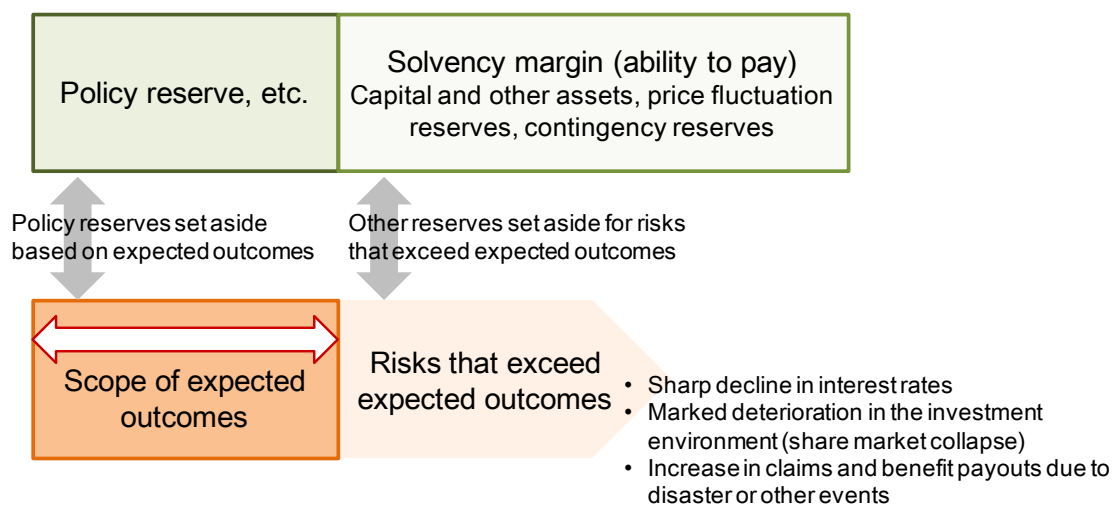 Policy reserve, etc.
Solvency margin (ability to pay)
Capital and other assets, price fluctuation
reserves, contingency reserves
Policy reserves set aside
based on expected outcomes
Other reserves set aside for risks
that exceed expected outcomes
Scope of expected
outcomes
Risks that exceed
expected outcomes
• Sharp decline in interest rates
• Marked deterioration in the investment
environment (share market collapse)
• Increase in claims and benefit payouts due to
disaster or other events